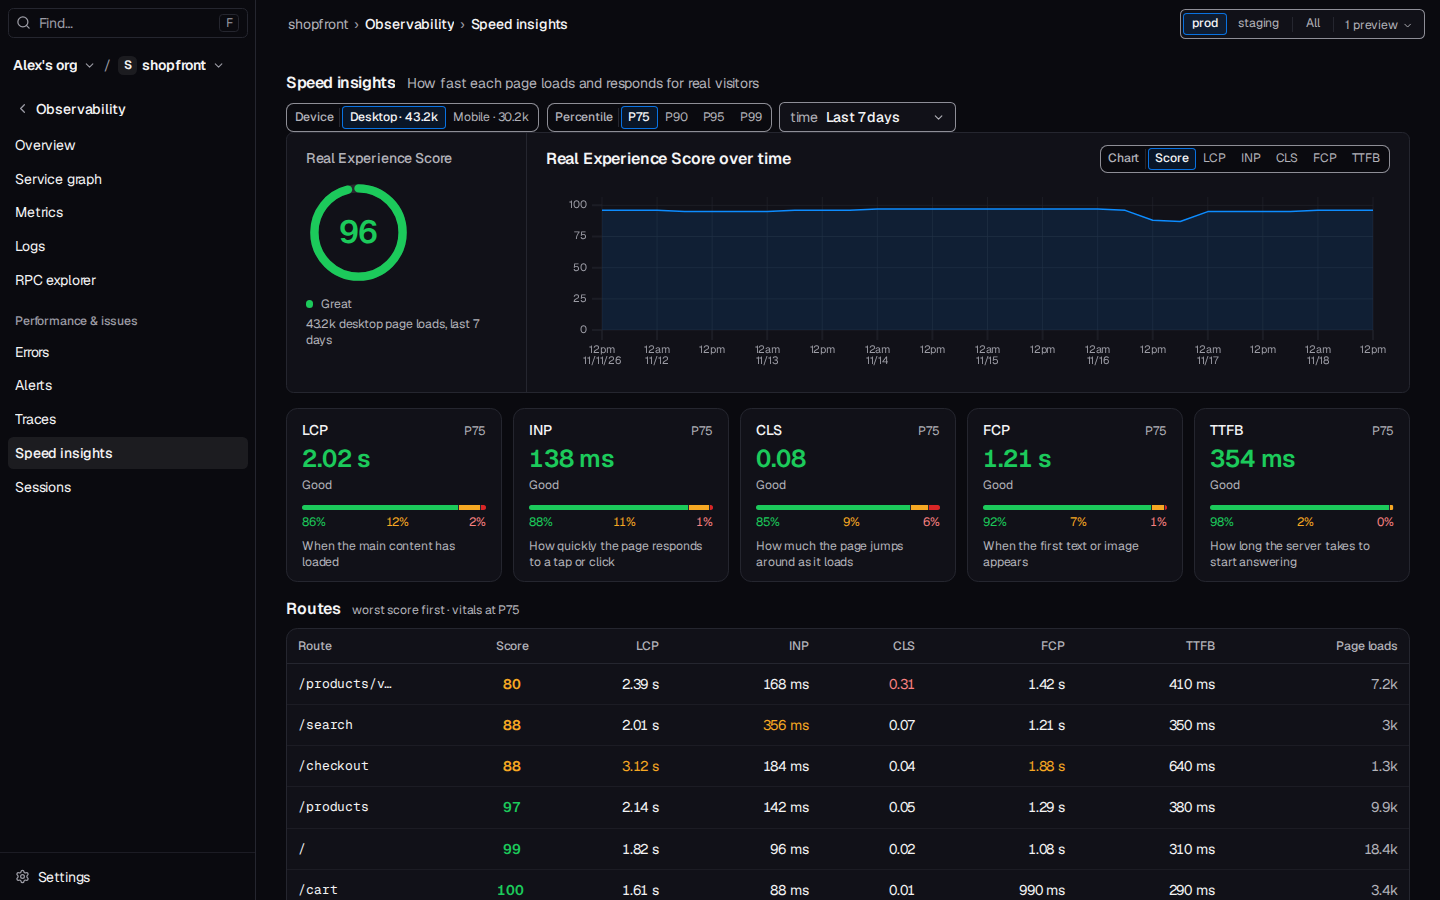 Find...
F
Alex's org
/
S
shopfront
Observability
Overview
Service graph
Metrics
Logs
RPC explorer
Performance & issues
Errors
Alerts
Traces
Speed insights
Sessions
Settings
shopfront › Observability › Speed insights
prod
staging
All
1 preview
Speed insights
How fast each page loads and responds for real visitors
Device
Desktop · 43.2k
Mobile · 30.2k
Percentile
P75
P90
P95
P99
time Last 7 days
Real Experience Score
96
Great
43.2k desktop page loads, last 7
days
Real Experience Score over time
Chart
Score
LCP
INP
CLS
FCP
TTFB
100
75
50
25
0
12pm
11/11/26
12am
11/12
12pm
12am
11/13
12pm
12am
11/14
12pm
12am
11/15
12pm
12am
11/16
12pm
12am
11/17
12pm
12am
11/18
12pm
LCP P75
2.02 s
Good
86% 12% 2%
When the main content has
loaded
INP P75
138 ms
Good
88% 11% 1%
How quickly the page responds
to a tap or click
CLS P75
0.08
Good
85% 9% 6%
How much the page jumps
around as it loads
FCP P75
1.21 s
Good
92% 7% 1%
When the first text or image
appears
TTFB P75
354 ms
Good
98% 2% 0%
How long the server takes to
start answering
Routes worst score first · vitals at P75
Route Score LCP INP CLS FCP TTFB Page loads
/products/v… 80 2.39 s 168 ms 0.31 1.42 s 410 ms 7.2k
/search 88 2.01 s 356 ms 0.07 1.21 s 350 ms 3k
/checkout 88 3.12 s 184 ms 0.04 1.88 s 640 ms 1.3k
/products 97 2.14 s 142 ms 0.05 1.29 s 380 ms 9.9k
/ 99 1.82 s 96 ms 0.02 1.08 s 310 ms 18.4k
/cart 100 1.61 s 88 ms 0.01 990 ms 290 ms 3.4k